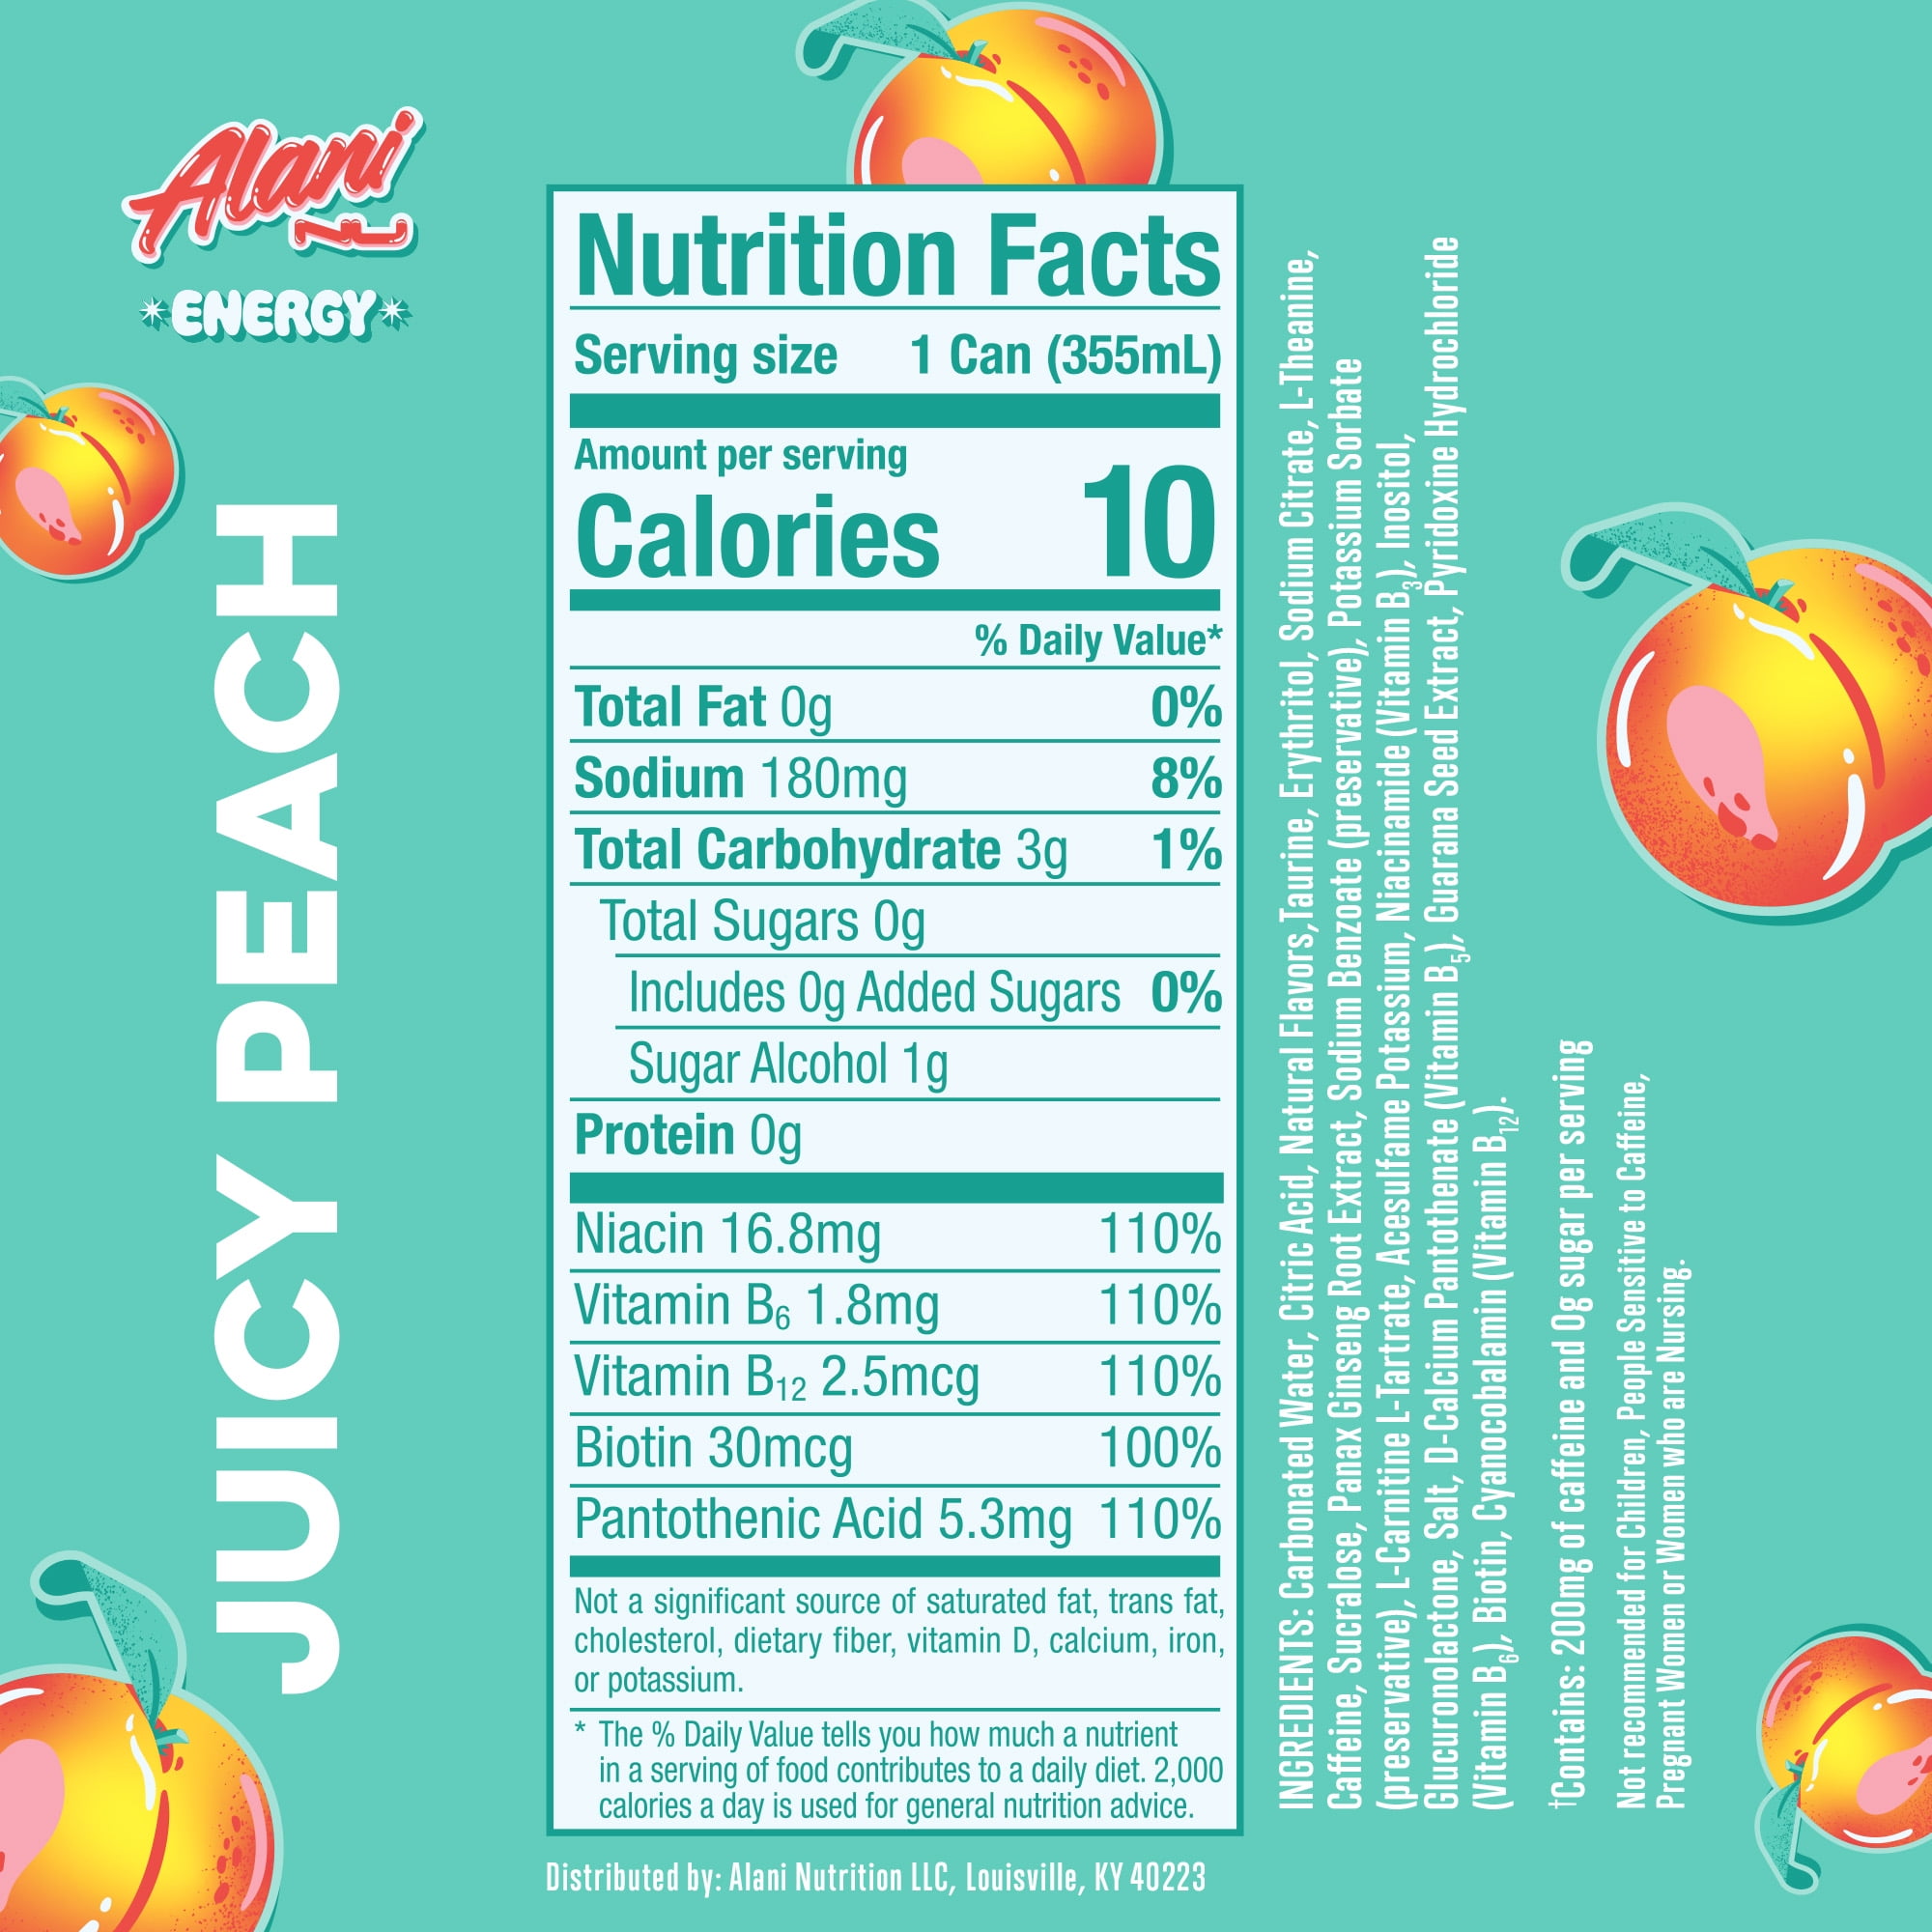 Alani
NU
ENERGY
JUICY PEACH
Nutrition Facts
Serving size 1 Can (355mL)
Amount per serving
Calories 10
% Daily Value*
Total Fat 0g 0%
Sodium 180mg 8%
Total Carbohydrate 3g 1%
Total Sugars 0g
Includes 0g Added Sugars 0%
Sugar Alcohol 1g
Protein 0g
Niacin 16.8mg 110%
Vitamin B6 1.8mg 110%
Vitamin B12 2.5mcg 110%
Biotin 30mcg 100%
Pantothenic Acid 5.3mg 110%
Not a significant source of saturated fat, trans fat,
cholesterol, dietary fiber, vitamin D, calcium, iron,
or potassium.
* The % Daily Value tells you how much a nutrient
in a serving of food contributes to a daily diet. 2,000
calories a day is used for general nutrition advice.
Distributed by: Alani Nutrition LLC, Louisville, KY 40223
INGREDIENTS: Carbonated Water, Citric Acid, Natural Flavors,Taurine, Erythritol, Sodium Citrate, L-Theanine,
Caffeine, Sucralose, Panax Ginseng Root Extract, Sodium Benzoate (preservative), Potassium Sorbate
(preservative), L-Carnitine L-Tartrate, Acesulfame Potassium, Niacinamide (Vitamin B3), Inositol,
Glucuronolactone, Salt, D-Calcium Pantothenate (Vitamin B5), Guarana Seed Extract, Pyridoxine Hydrochloride
(Vitamin B6), Biotin, Cyanocobalamin (Vitamin B12).
†Contains: 200mg of caffeine and 0g sugar per serving
Not recommended for Children, People Sensitive to Caffeine,
Pregnant Women or Women who are Nursing.